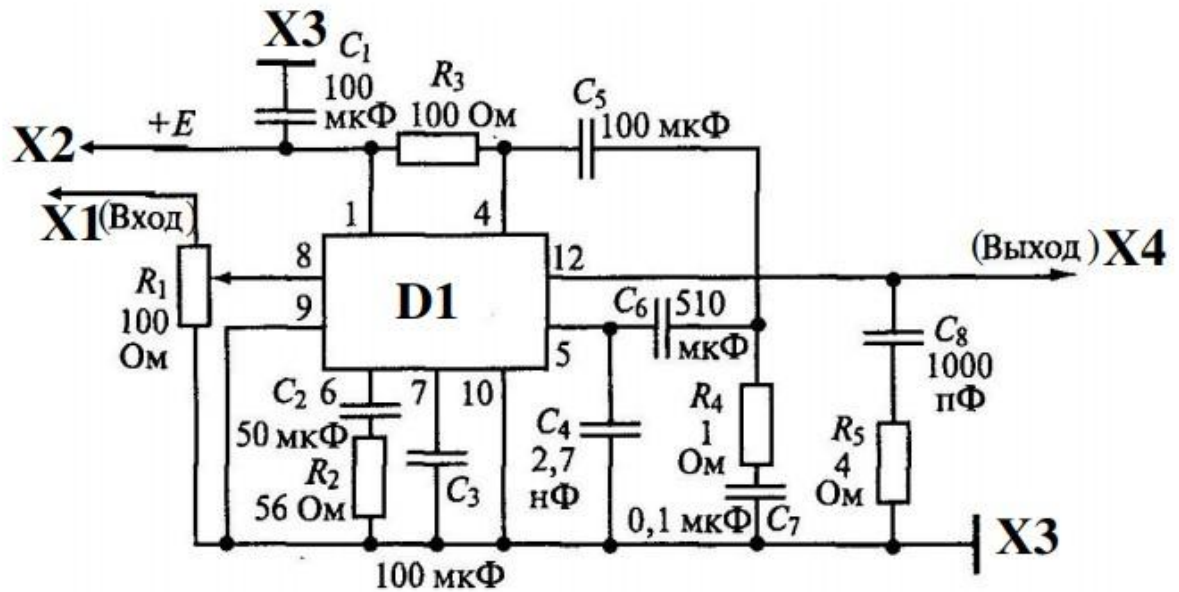 X3
C₁
100
мкФ
R₃
100 Ом
C₅
100 мкФ
X2
+E
X1
(Вход)
1
4
R₁
100
Ом
8
9
D1
12
5
(Выход)
X4
C₆
510
мкФ
C₈
1000
пФ
C₂
6
7
10
50 мкФ
R₂
56 Ом
C₃
100 мкФ
C₄
2,7
нФ
R₄
1
Ом
0,1 мкФ
C₇
R₅
4
Ом
X3